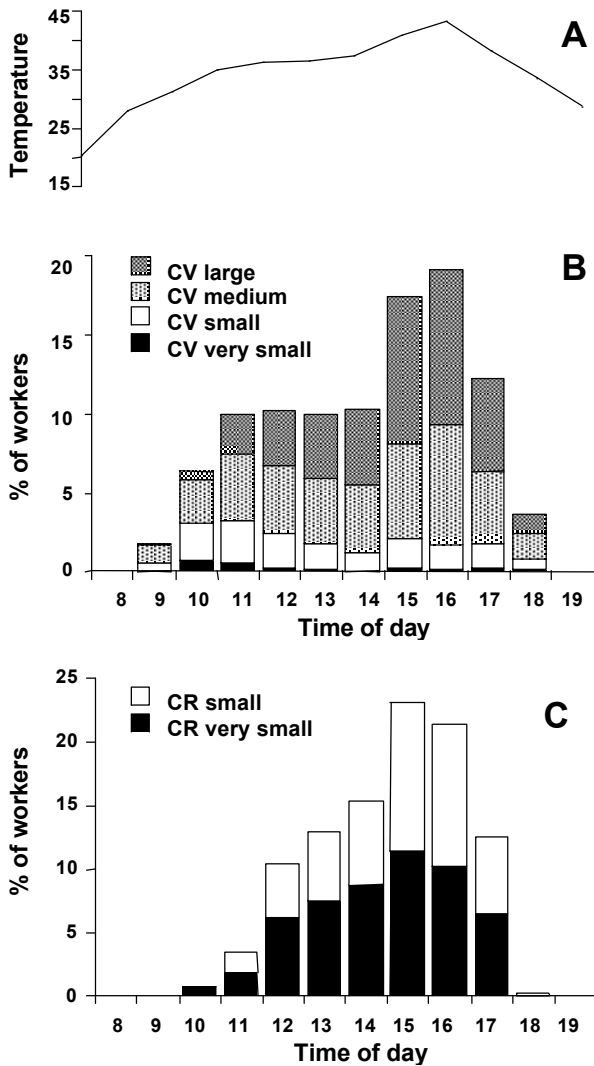 A
Temperature
45
35
25
15
B
CV large
CV medium
CV small
CV very small
% of workers
20
15
10
5
0
8 9 10 11 12 13 14 15 16 17 18 19
Time of day
C
CR small
CR very small
% of workers
25
20
15
10
5
0
8 9 10 11 12 13 14 15 16 17 18 19
Time of day